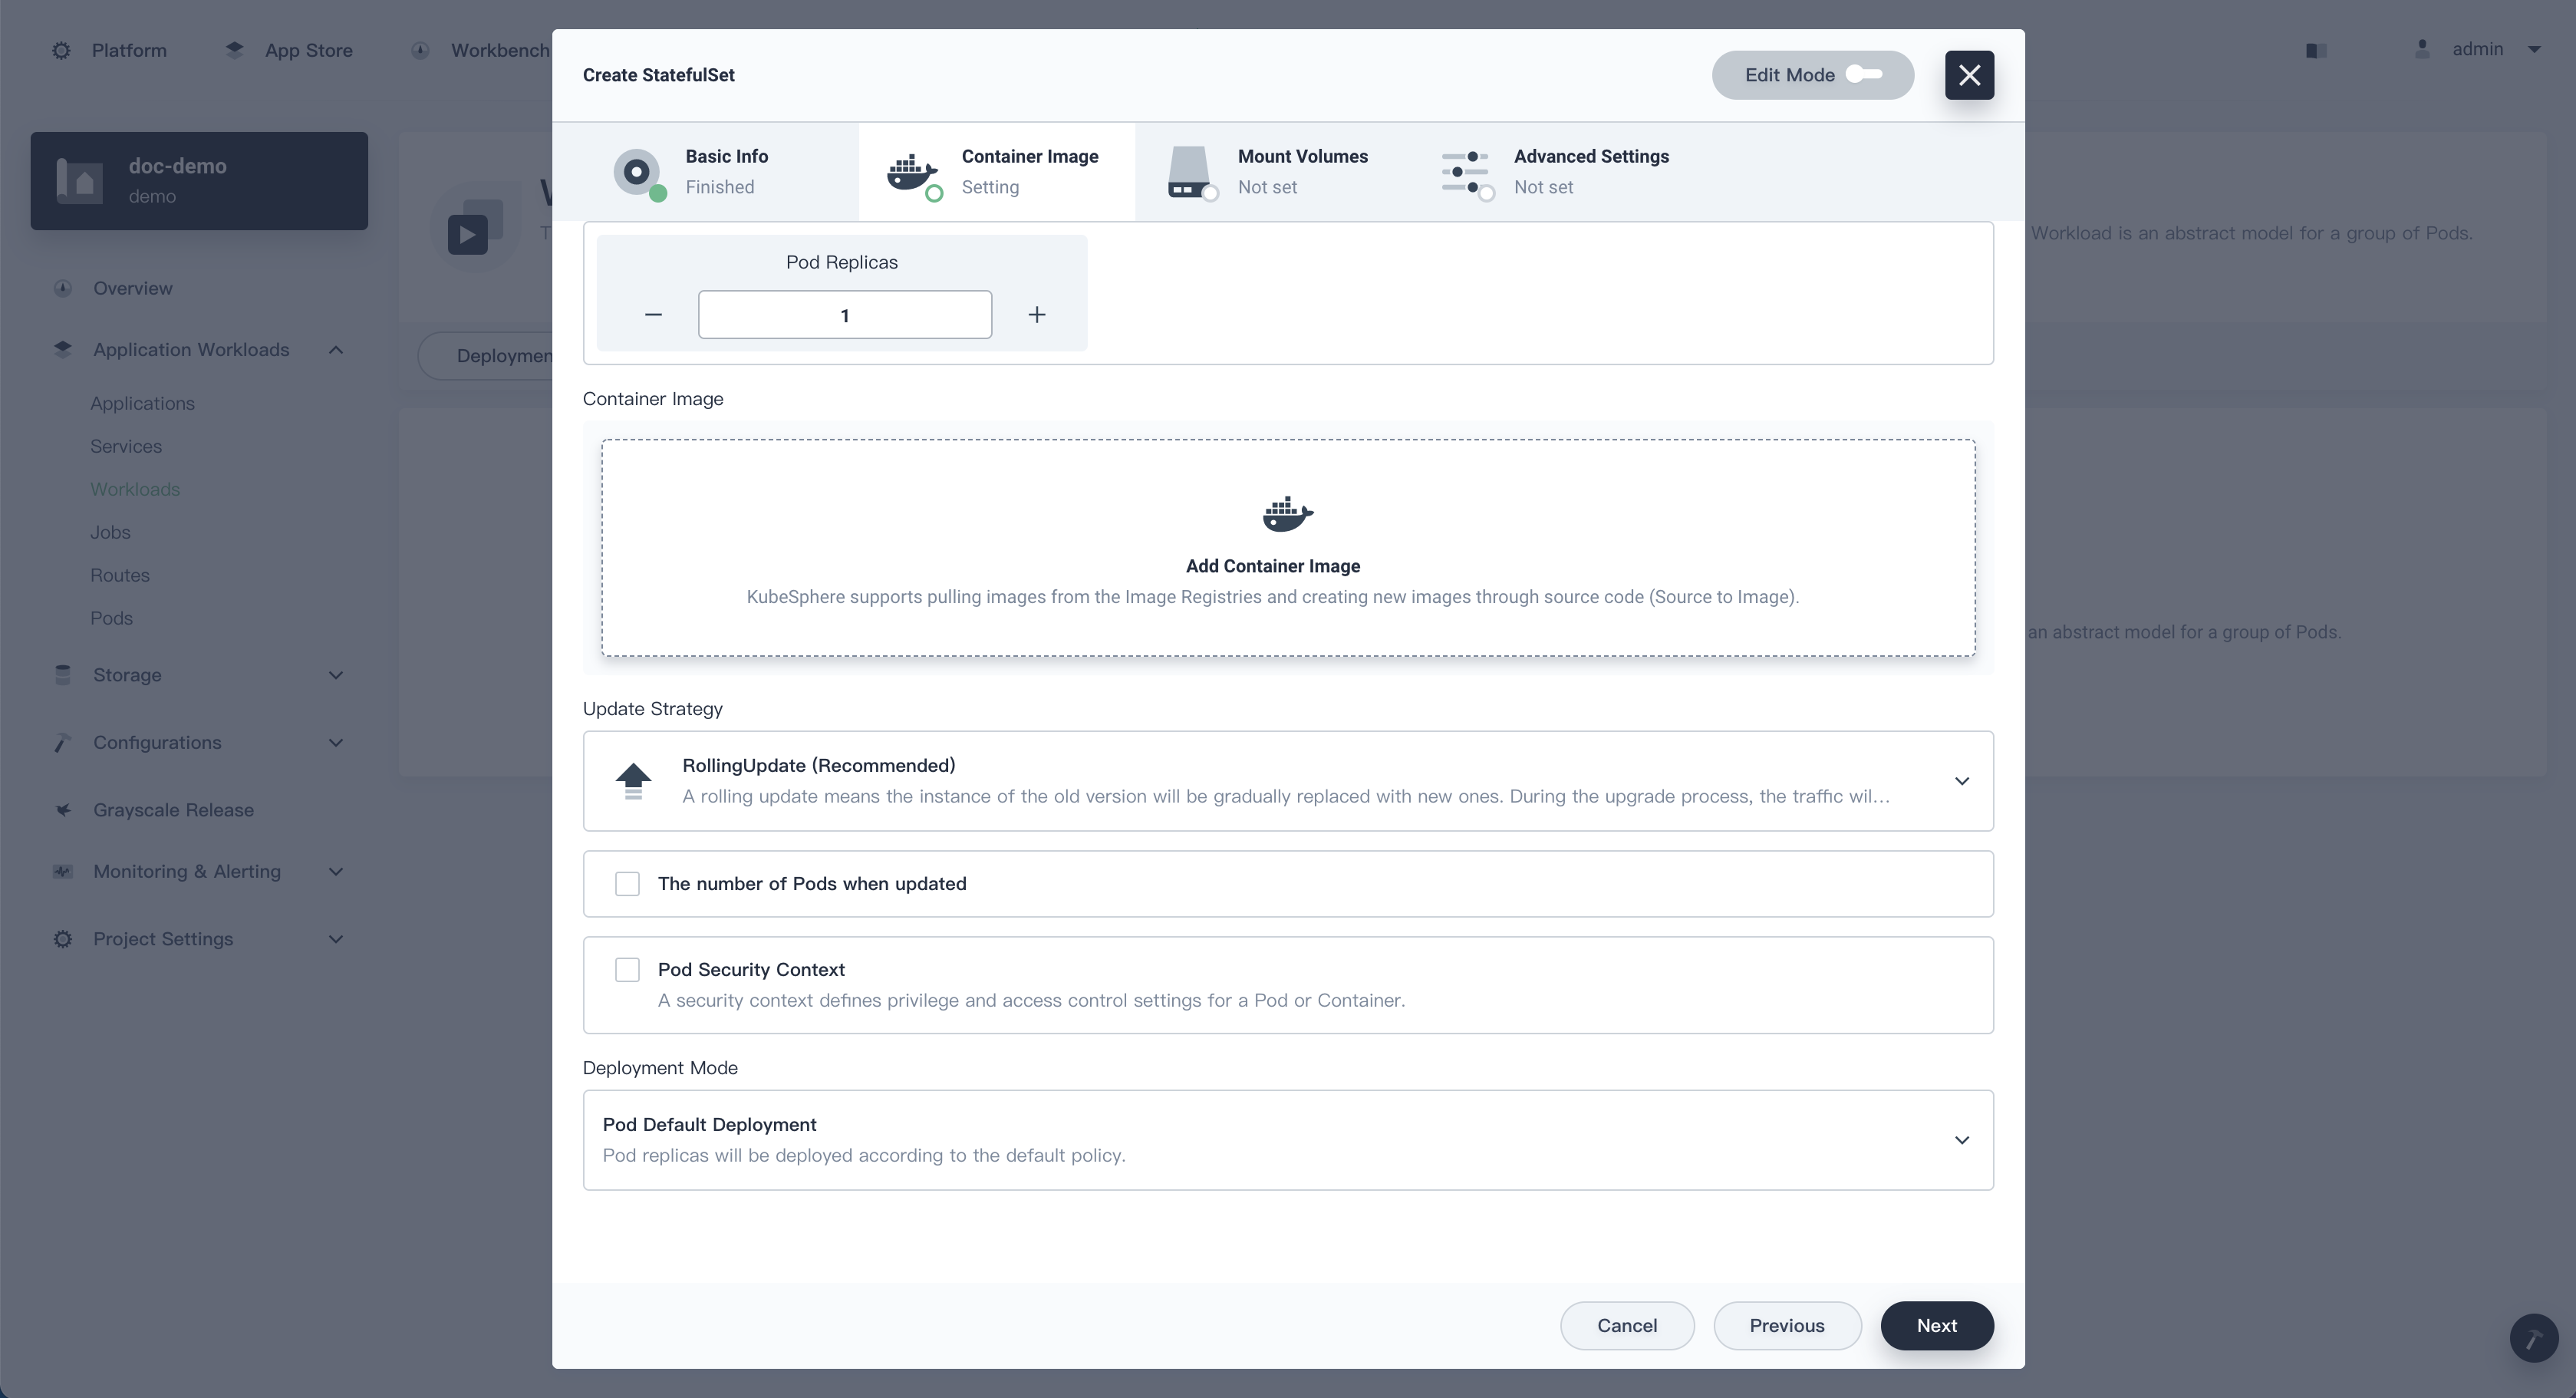 Platform
App Store
Workbench
admin
doc-demo
demo
Overview
Application Workloads
Applications
Services
Workloads
Jobs
Routes
Pods
Storage
Configurations
Grayscale Release
Monitoring & Alerting
Project Settings
Workload is an abstract model for a group of Pods.
an abstract model for a group of Pods.
Create StatefulSet
Edit Mode
Basic Info
Finished
Container Image
Setting
Mount Volumes
Not set
Advanced Settings
Not set
Pod Replicas
1
Container Image
Add Container Image
KubeSphere supports pulling images from the Image Registries and creating new images through source code (Source to Image).
Update Strategy
RollingUpdate (Recommended)
A rolling update means the instance of the old version will be gradually replaced with new ones. During the upgrade process, the traffic wil...
The number of Pods when updated
Pod Security Context
A security context defines privilege and access control settings for a Pod or Container.
Deployment Mode
Pod Default Deployment
Pod replicas will be deployed according to the default policy.
Cancel
Previous
Next